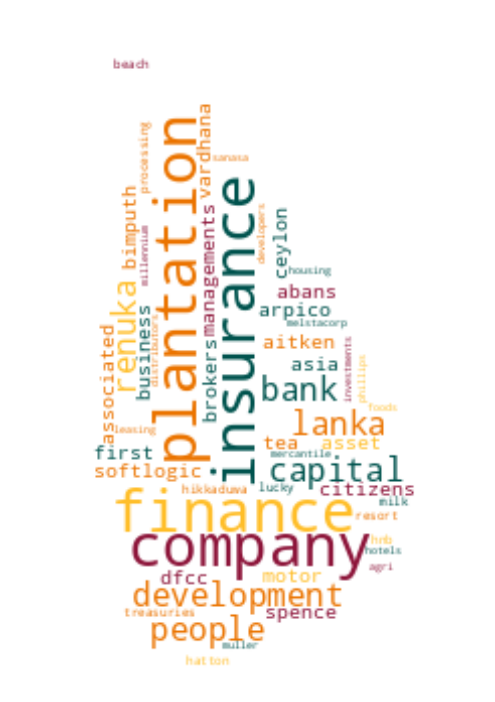 beach
processing
plantation
vardhana
sanasa
insurance
bimputh
millennium
managements
developers
ceylon
housing
renuka
abans
business
arpico
distributors
melstacorp
associated
brokers
aitken
investments
asia
phillips
bank
foods
leasing
lanka
first
tea
asset
mercantile
softlogic
capital
hikkaduwa
lucky
citizens
milk
finance
resort
company
hnb
hotels
agri
dfcc
motor
development
treasuries
spence
people
muller
hatton